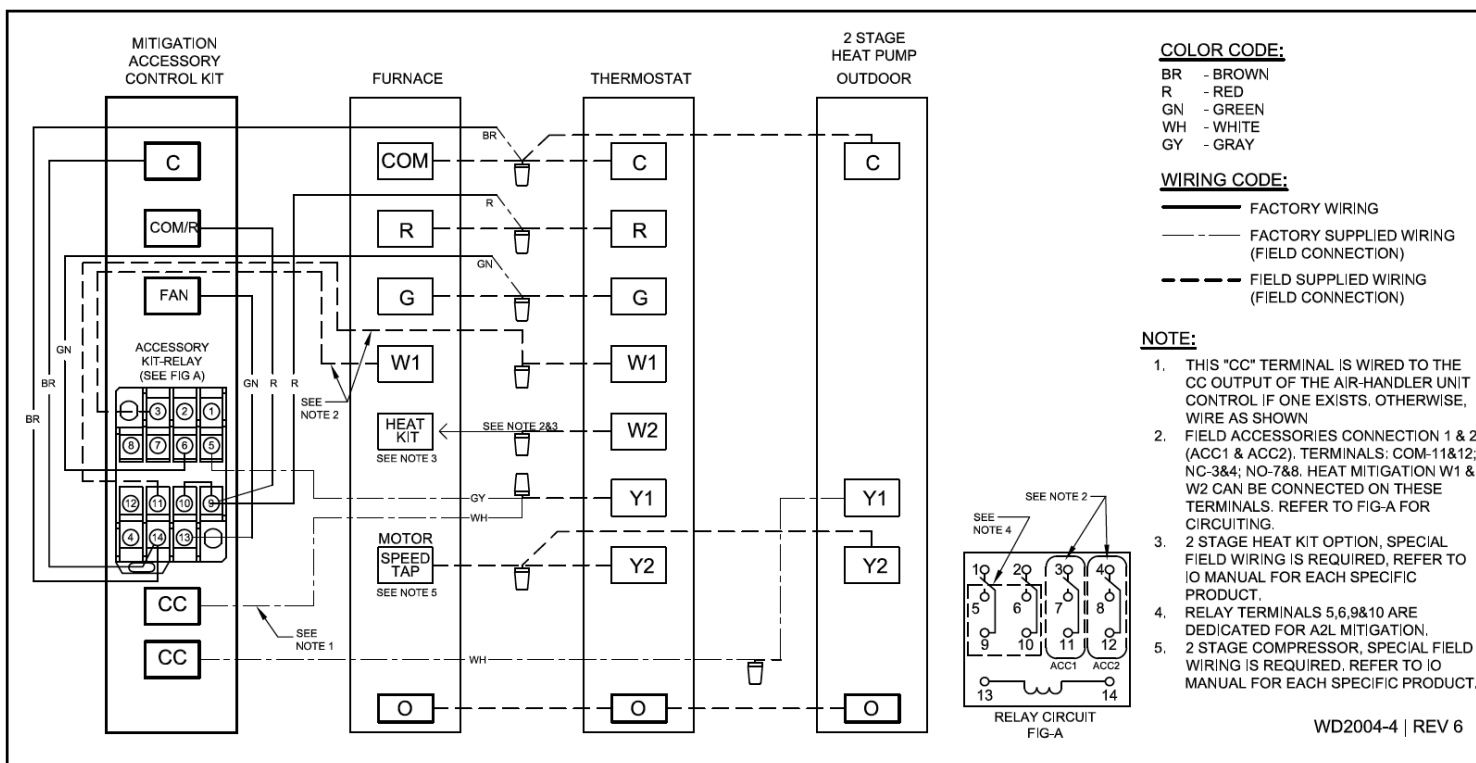 MITIGATION
ACCESSORY
CONTROL KIT
FURNACE
THERMOSTAT
2 STAGE
HEAT PUMP
OUTDOOR
C
COM/R
FAN
ACCESSORY
KIT-RELAY
(SEE FIG A)
3 2 1
8 7 6 5
12 11 10 9
4 14 13
CC
CC
GN
BR
BR
GN
R
R
BR
R
GN
SEE
NOTE 2
SEE NOTE 2&3
GY
WH
SEE
NOTE 1
WH
COM
R
G
W1
HEAT
KIT
SEE NOTE 3
MOTOR
SPEED
TAP
SEE NOTE 5
O
C
R
G
W1
W2
Y1
Y2
O
C
Y1
Y2
O
COLOR CODE:
BR - BROWN
R - RED
GN - GREEN
WH - WHITE
GY - GRAY
WIRING CODE:
FACTORY WIRING
FACTORY SUPPLIED WIRING
(FIELD CONNECTION)
FIELD SUPPLIED WIRING
(FIELD CONNECTION)
NOTE:
1. THIS "CC" TERMINAL IS WIRED TO THE
CC OUTPUT OF THE AIR-HANDLER UNIT
CONTROL IF ONE EXISTS. OTHERWISE,
WIRE AS SHOWN
2. FIELD ACCESSORIES CONNECTION 1 & 2
(ACC1 & ACC2). TERMINALS: COM-11&12;
NC-3&4; NO-7&8. HEAT MITIGATION W1 &
W2 CAN BE CONNECTED ON THESE
TERMINALS. REFER TO FIG-A FOR
CIRCUITING.
3. 2 STAGE HEAT KIT OPTION, SPECIAL
FIELD WIRING IS REQUIRED, REFER TO
IO MANUAL FOR EACH SPECIFIC
PRODUCT.
4. RELAY TERMINALS 5,6,9&10 ARE
DEDICATED FOR A2L MITIGATION.
5. 2 STAGE COMPRESSOR, SPECIAL FIELD
WIRING IS REQUIRED. REFER TO IO
MANUAL FOR EACH SPECIFIC PRODUCT.
SEE NOTE 2
SEE
NOTE 4
1 2 3 4
5 6 7 8
9 10 11 12
ACC1 ACC2
13 14
RELAY CIRCUIT
FIG-A
WD2004-4 | REV 6